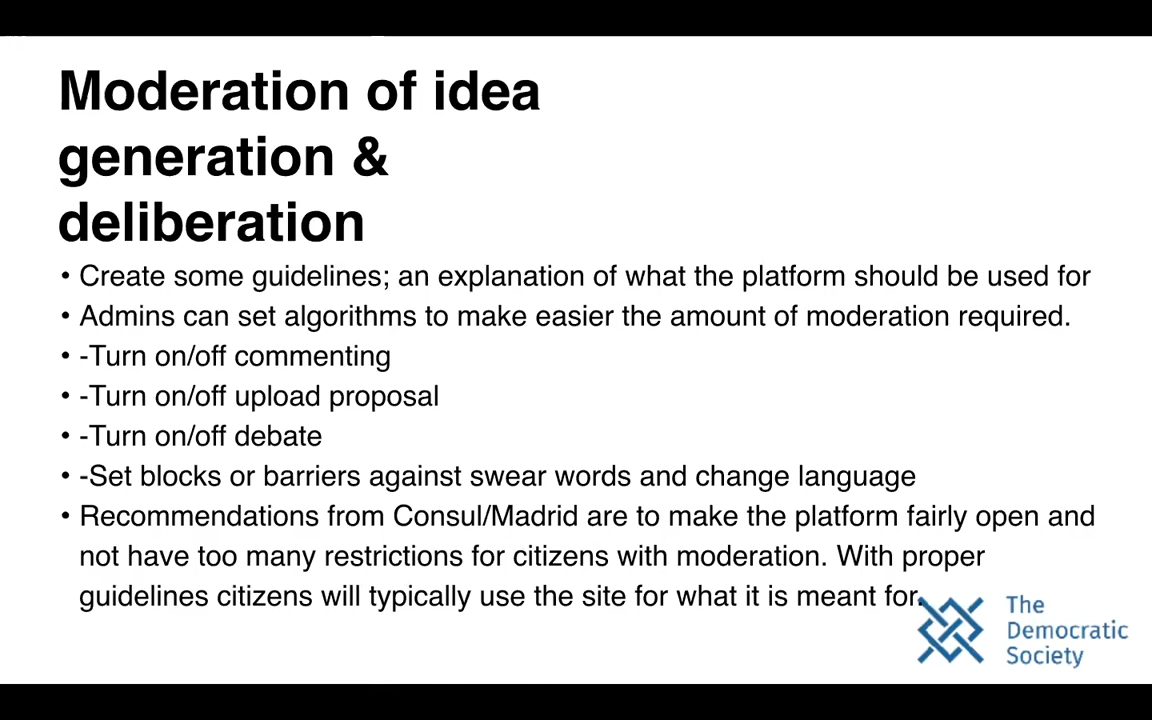 Moderation of idea
generation &
deliberation
• Create some guidelines; an explanation of what the platform should be used for
• Admins can set algorithms to make easier the amount of moderation required.
• -Turn on/off commenting
• -Turn on/off upload proposal
• -Turn on/off debate
• -Set blocks or barriers against swear words and change language
• Recommendations from Consul/Madrid are to make the platform fairly open and
not have too many restrictions for citizens with moderation. With proper
guidelines citizens will typically use the site for what it is meant for.
The
Democratic
Society